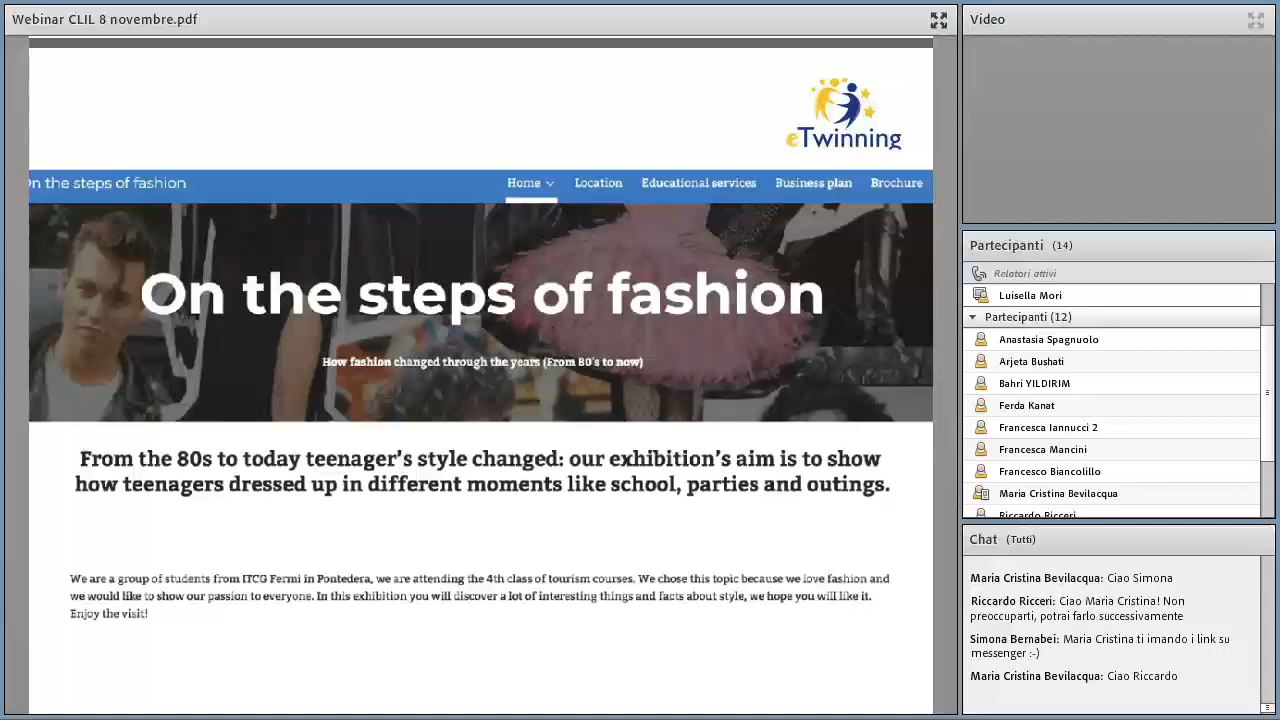 Webinar CLIL 8 novembre.pdf
eTwinning
On the steps of fashion
Home
Location
Educational services
Business plan
Brochure
On the steps of fashion
How fashion changed through the years (From 80's to now)
From the 80s to today teenager's style changed: our exhibition's aim is to show
how teenagers dressed up in different moments like school, parties and outings.
We are a group of students from ITCG Fermi in Pontedera, we are attending the 4th class of tourism courses. We chose this topic because we love fashion and
we would like to show our passion to everyone. In this exhibition you will discover a lot of interesting things and facts about style, we hope you will like it.
Enjoy the visit!
Video
Partecipanti (14)
Relatori attivi
Luisella Mori
Partecipanti (12)
Anastasia Spagnuolo
Arjeta Bushati
Bahri YILDIRIM
Ferda Kanat
Francesca Iannucci 2
Francesca Mancini
Francesco Biancolillo
Maria Cristina Bevilacqua
Riccardo Ricceri
Chat (Tutti)
Maria Cristina Bevilacqua: Ciao Simona
Riccardo Ricceri: Ciao Maria Cristina! Non
preoccuparti, potrai farlo successivamente
Simona Bernabei: Maria Cristina ti imando i link su
messenger :-)
Maria Cristina Bevilacqua: Ciao Riccardo